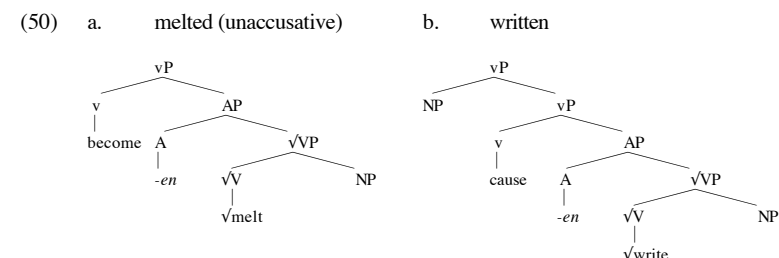 (50) a. melted (unaccusative) b. written
vP vP
v AP NP vP
become A √VP v AP
-en √V NP cause A √VP
√melt -en √V NP
√write